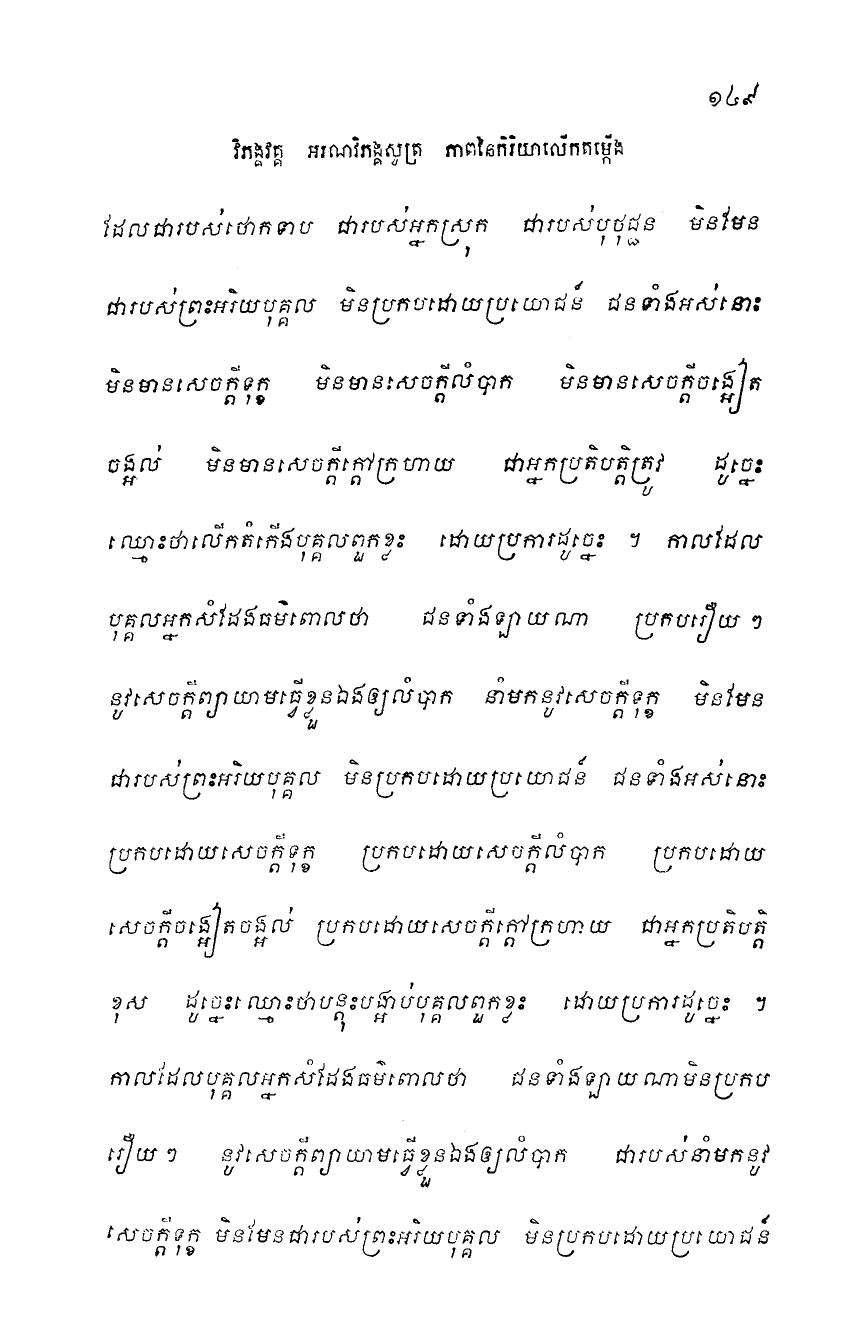 ១៤៩
វិភង្គវគ្គ អរណវិភង្គសូត្រ ភាពនៃកិរិយាលើកតម្កើង
ដែលជារបស់ថោកទាប ជារបស់អ្នកស្រុក ជារបស់បុថុជ្ជន មិនមែន
ជារបស់ព្រះអរិយបុគ្គល មិនប្រកបដោយប្រយោជន៍ ជនទាំងអស់នោះ
មិនមានសេចក្តីទុក្ខ មិនមានសេចក្តីលំបាក មិនមានសេចក្តីចង្អៀត
ចង្អល់ មិនមានសេចក្តីក្តៅក្រហាយ ជាអ្នកប្រតិបត្តិត្រូវ ដូច្នេះ
ឈ្មោះថាលើកតំកើងបុគ្គលពួកខ្លះ ដោយប្រការដូច្នេះ ។ កាលដែល
បុគ្គលអ្នកសំដែងធម៌ពោលថា ជនទាំងឡាយណា ប្រកបរឿយ ៗ
នូវសេចក្តីព្យាយាមធ្វើខ្លួនឯងឲ្យលំបាក នាំមកនូវសេចក្តីទុក្ខ មិនមែន
ជារបស់ព្រះអរិយបុគ្គល មិនប្រកបដោយប្រយោជន៍ ជនទាំងអស់នោះ
ប្រកបដោយសេចក្តីទុក្ខ ប្រកបដោយសេចក្តីលំបាក ប្រកបដោយ
សេចក្តីចង្អៀតចង្អល់ ប្រកបដោយសេចក្តីក្តៅក្រហាយ ជាអ្នកប្រតិបត្តិ
ខុស ដូច្នេះឈ្មោះថាបន្តុះបង្អាប់បុគ្គលពួកខ្លះ ដោយប្រការដូច្នេះ ។
កាលដែលបុគ្គលអ្នកសំដែងធម៌ពោលថា ជនទាំងឡាយណាមិនប្រកប
រឿយ ៗ នូវសេចក្តីព្យាយាមធ្វើខ្លួនឯងឲ្យលំបាក ជារបស់នាំមកនូវ
សេចក្តីទុក្ខ មិនមែនជារបស់ព្រះអរិយបុគ្គល មិនប្រកបដោយប្រយោជន៍